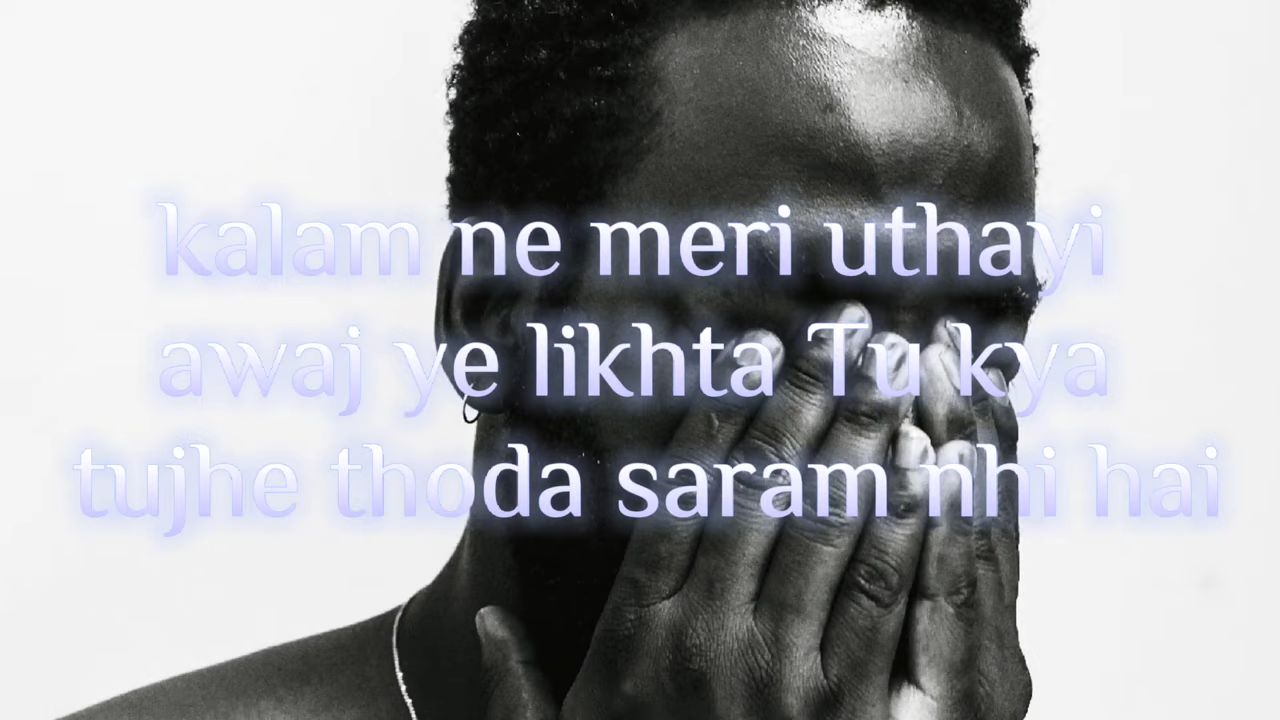 kalam ne meri uthayi
awaj ye likhta Tu kya
tujhe thoda saram nhi hai